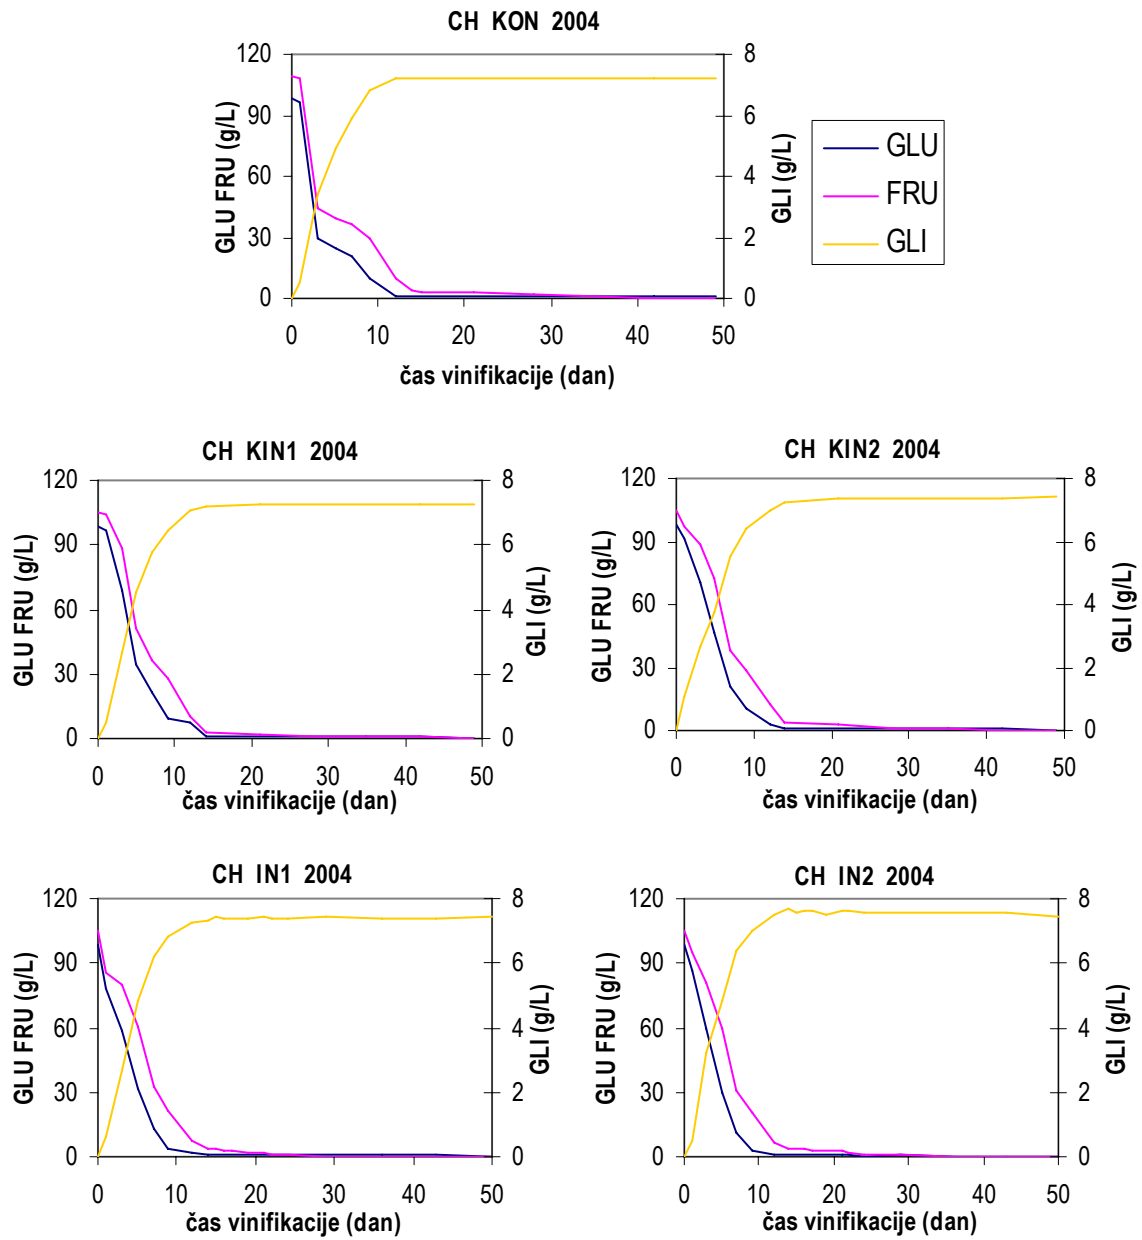 CH KON 2004
120
90
60
30
0
GLU FRU (g/L)
8
6
4
2
0
GLI (g/L)
0 10 20 30 40 50
čas vinifikacije (dan)
GLU
FRU
GLI
CH KIN1 2004
120
90
60
30
0
GLU FRU (g/L)
8
6
4
2
0
GLI (g/L)
0 10 20 30 40 50
čas vinifikacije (dan)
CH KIN2 2004
120
90
60
30
0
GLU FRU (g/L)
8
6
4
2
0
GLI (g/L)
0 10 20 30 40 50
čas vinifikacije (dan)
CH IN1 2004
120
90
60
30
0
GLU FRU (g/L)
8
6
4
2
0
GLI (g/L)
0 10 20 30 40 50
čas vinifikacije (dan)
CH IN2 2004
120
90
60
30
0
GLU FRU (g/L)
8
6
4
2
0
GLI (g/L)
0 10 20 30 40 50
čas vinifikacije (dan)